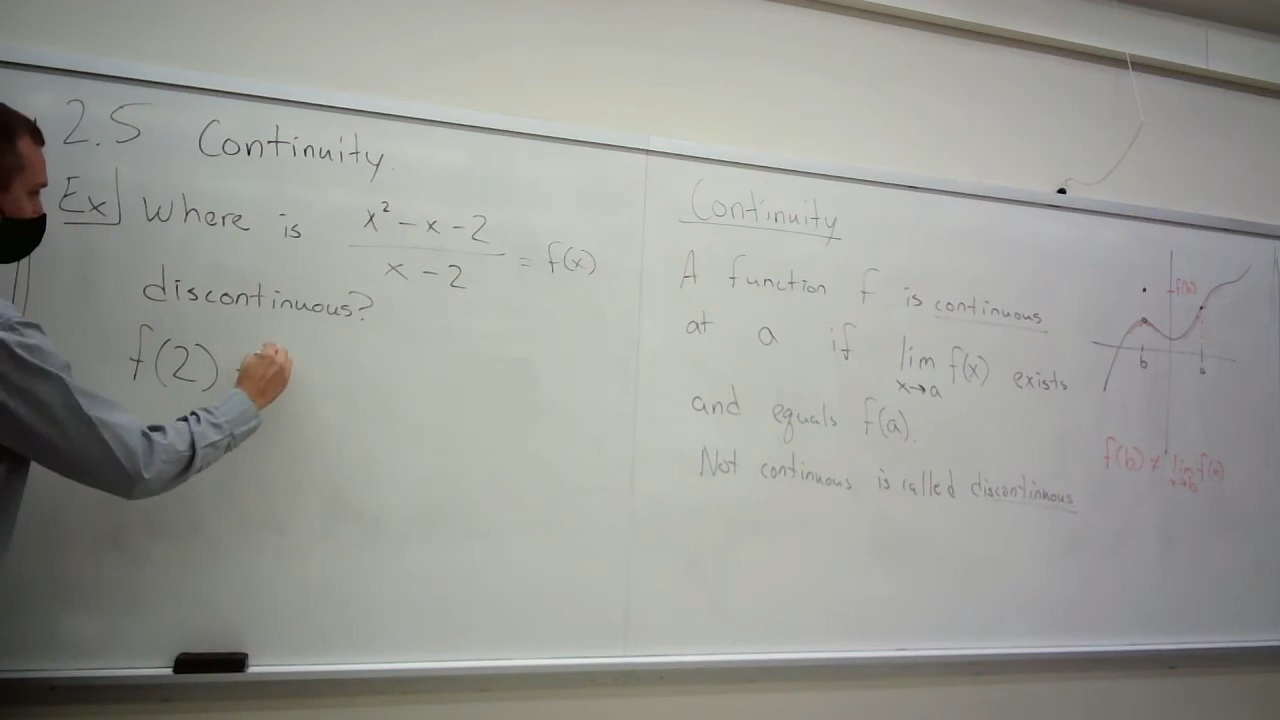 2.5 Continuity.
Ex] Where is x² - x - 2 / x - 2 = f(x)
discontinuous?
f(2)
Continuity
A function f is continuous
at a if lim x→a f(x) exists
and equals f(a).
Not continuous is called discontinuous
f(b)
b a
f(b) ≠ lim x→b f(x)